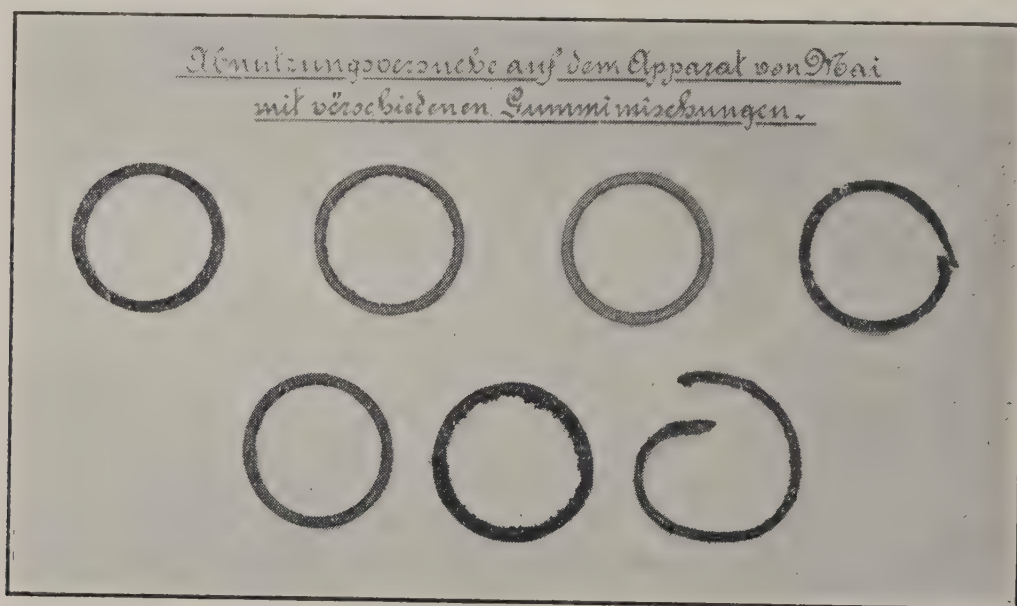 Abnutzungsversuche auf dem Apparat von Mai
mit verschiedenen Gummimischungen.